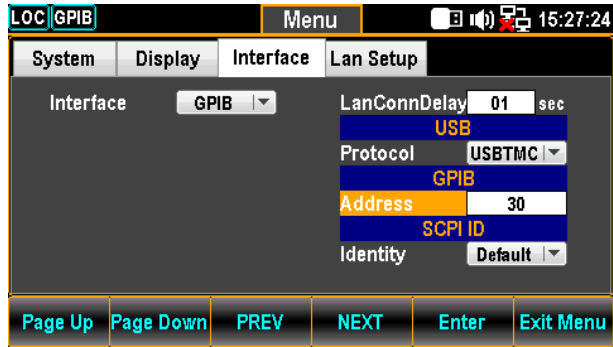 LOC GPIB Menu 15:27:24
System Display Interface Lan Setup
Interface GPIB LanConnDelay 01 sec
USB
Protocol USBTMC
GPIB
Address 30
SCPI ID
Identity Default
Page Up Page Down PREV NEXT Enter Exit Menu